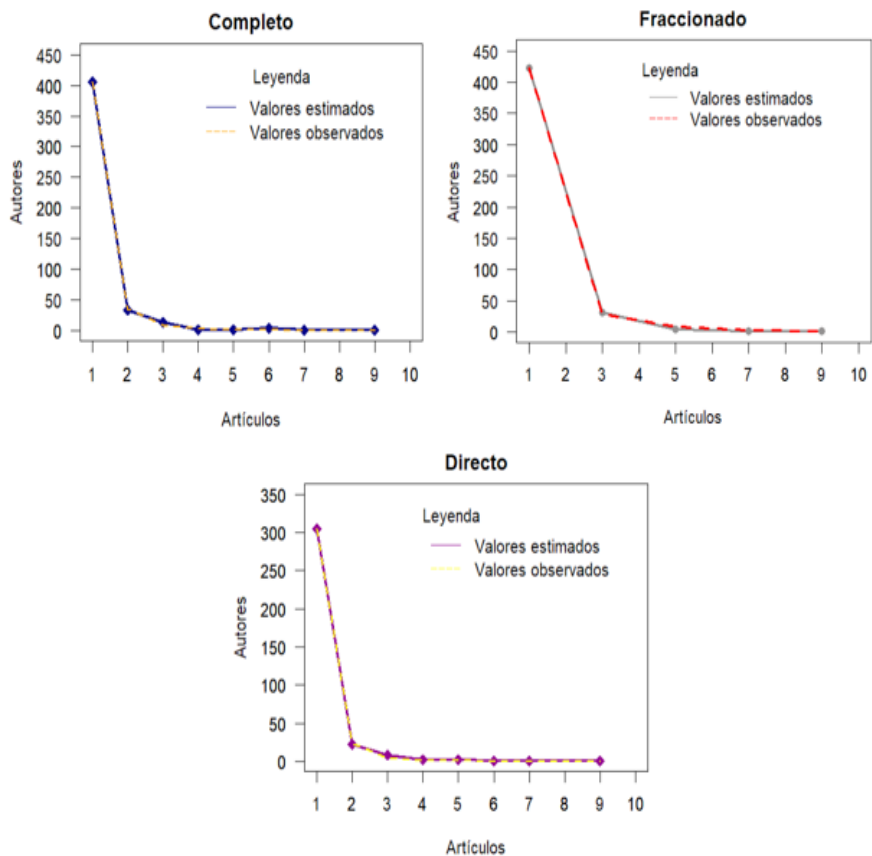 Completo
450
400
350
300
250
200
150
100
50
0
Autores
Leyenda
Valores estimados
Valores observados
1 2 3 4 5 6 7 8 9 10
Artículos
Fraccionado
450
400
350
300
250
200
150
100
50
0
Autores
Leyenda
Valores estimados
Valores observados
1 2 3 4 5 6 7 8 9 10
Artículos
Directo
350
300
250
200
150
100
50
0
Autores
Leyenda
Valores estimados
Valores observados
1 2 3 4 5 6 7 8 9 10
Artículos